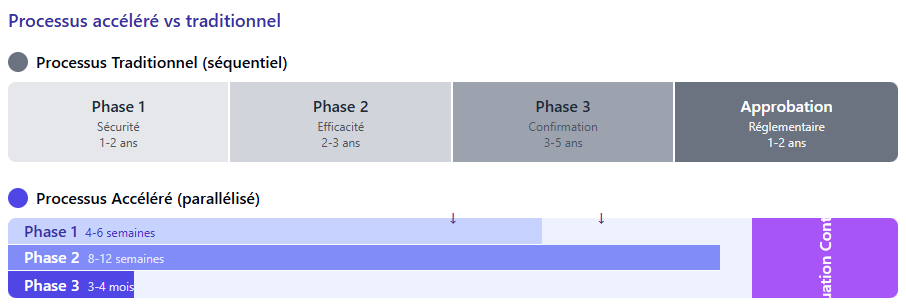 Processus accéléré vs traditionnel
Processus Traditionnel (séquentiel)
Phase 1
Sécurité
1-2 ans
Phase 2
Efficacité
2-3 ans
Phase 3
Confirmation
3-5 ans
Approbation
Réglementaire
1-2 ans
Processus Accéléré (parallélisé)
↓ ↓
Phase 1 4-6 semaines
Phase 2 8-12 semaines
Phase 3 3-4 mois